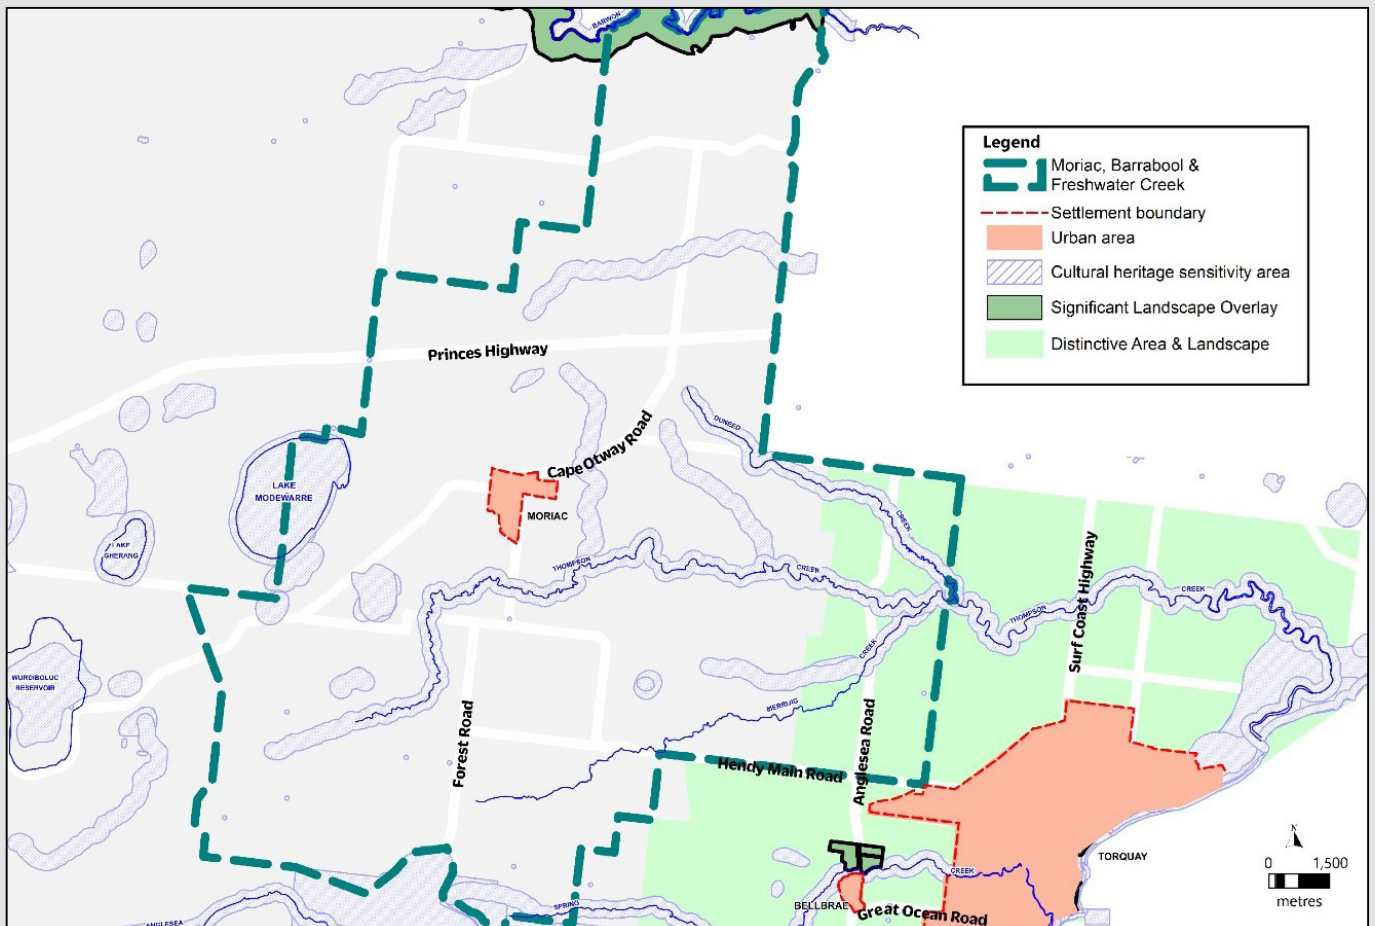 BARWON
Legend
Moriac, Barrabool &
Freshwater Creek
Settlement boundary
Urban area
Cultural heritage sensitivity area
Significant Landscape Overlay
Distinctive Area & Landscape
Princes Highway
DUNEED
CREEK
Cape Otway Road
LAKE
MODEWARRE
MORIAC
LAKE
GHERANG
THOMPSON
CREEK
THOMPSON
CREEK
Surf Coast Highway
CREEK
MERRIJIG
WURDIBOLUC
RESERVOIR
Forest Road
Anglesea Road
Hendy Main Road
TORQUAY
N
0 1,500
metres
CREEK
BELLBRAE
Great Ocean Road
SPRING
ANGLESEA